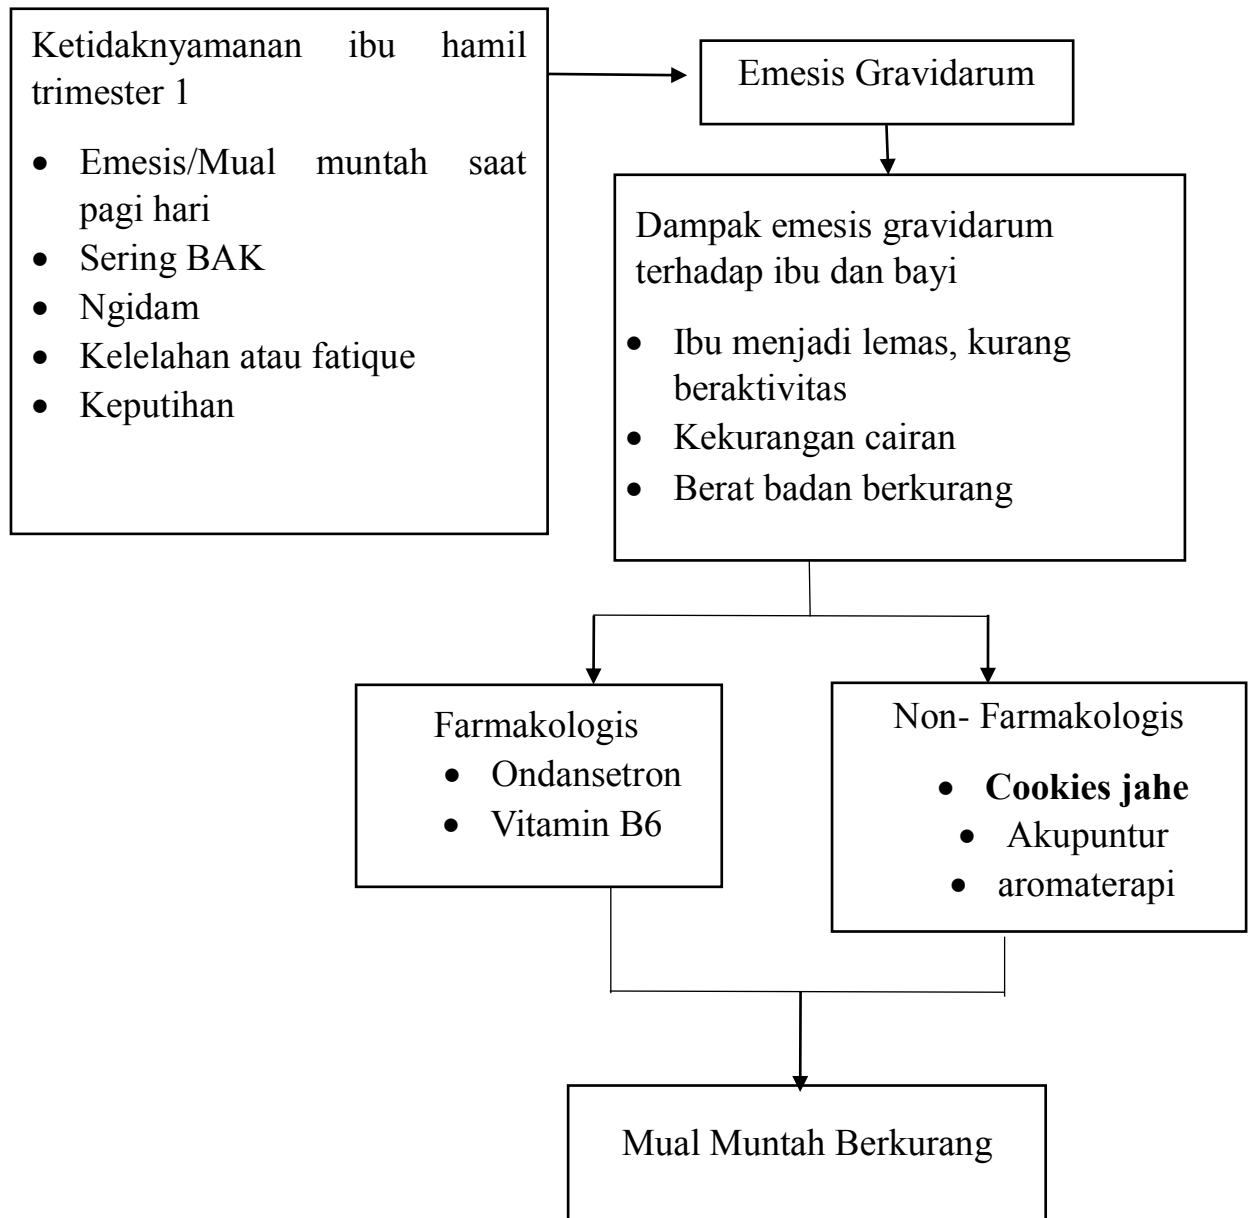 Ketidaknyamanan ibu hamil
trimester 1
• Emesis/Mual muntah saat
pagi hari
• Sering BAK
• Ngidam
• Kelelahan atau fatique
• Keputihan
Emesis Gravidarum
Dampak emesis gravidarum
terhadap ibu dan bayi
• Ibu menjadi lemas, kurang
beraktivitas
• Kekurangan cairan
• Berat badan berkurang
Farmakologis
• Ondansetron
• Vitamin B6
Non- Farmakologis
• Cookies jahe
• Akupuntur
• aromaterapi
Mual Muntah Berkurang